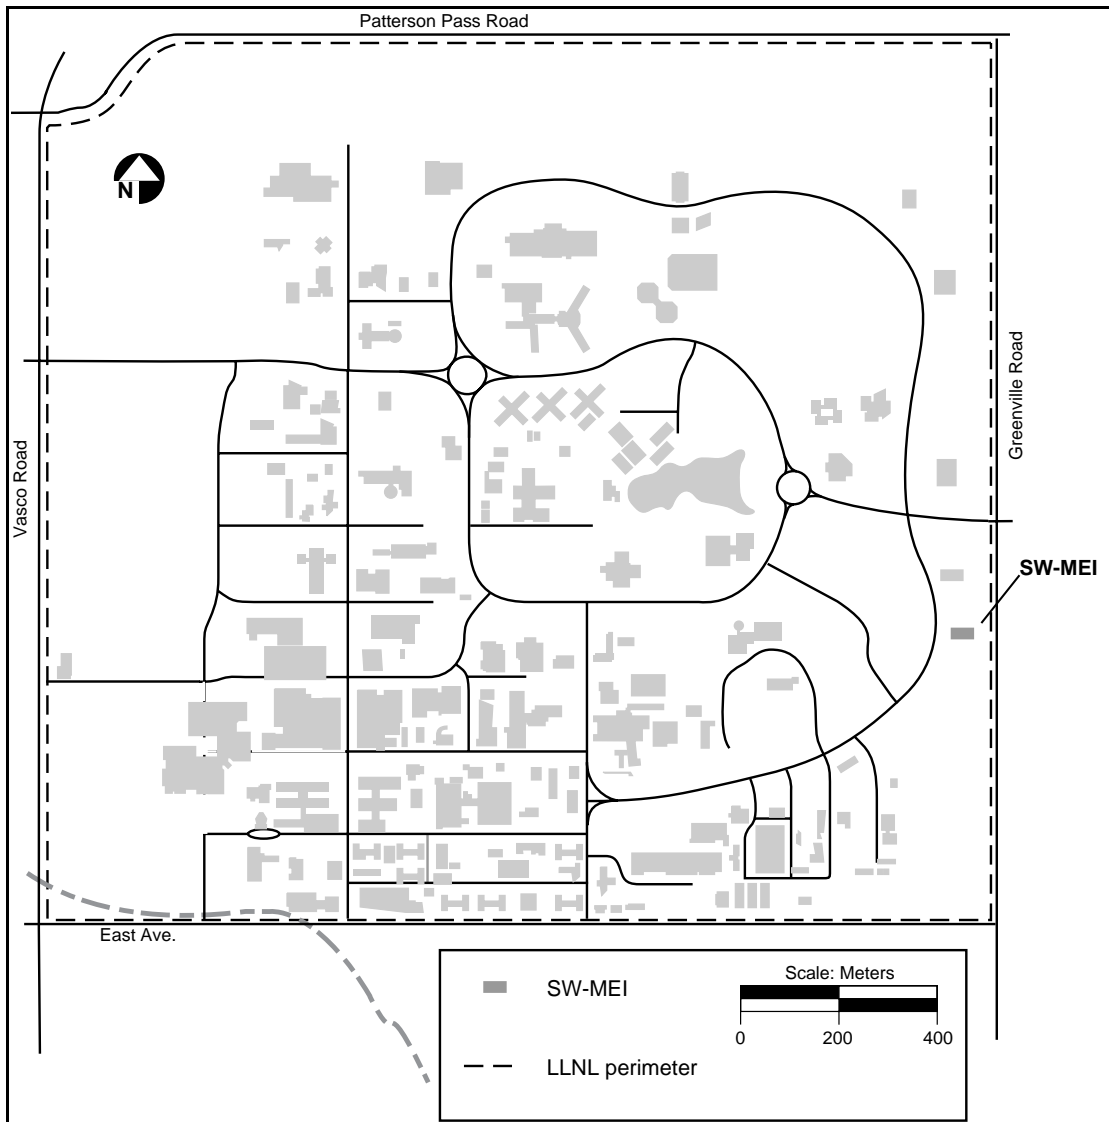 Patterson Pass Road
N
Vasco Road
Greenville Road
SW-MEI
East Ave.
SW-MEI
LLNL perimeter
Scale: Meters
0 200 400